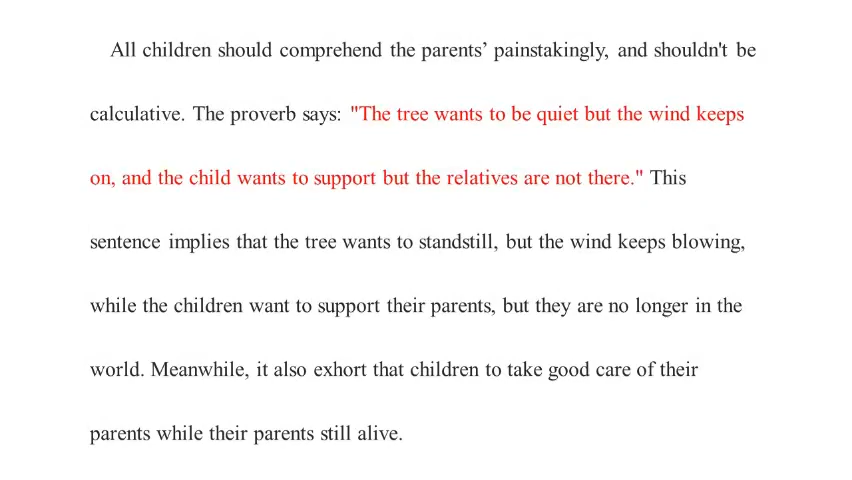 All children should comprehend the parents’ painstakingly, and shouldn't be
calculative. The proverb says: "The tree wants to be quiet but the wind keeps
on, and the child wants to support but the relatives are not there." This
sentence implies that the tree wants to standstill, but the wind keeps blowing,
while the children want to support their parents, but they are no longer in the
world. Meanwhile, it also exhort that children to take good care of their
parents while their parents still alive.